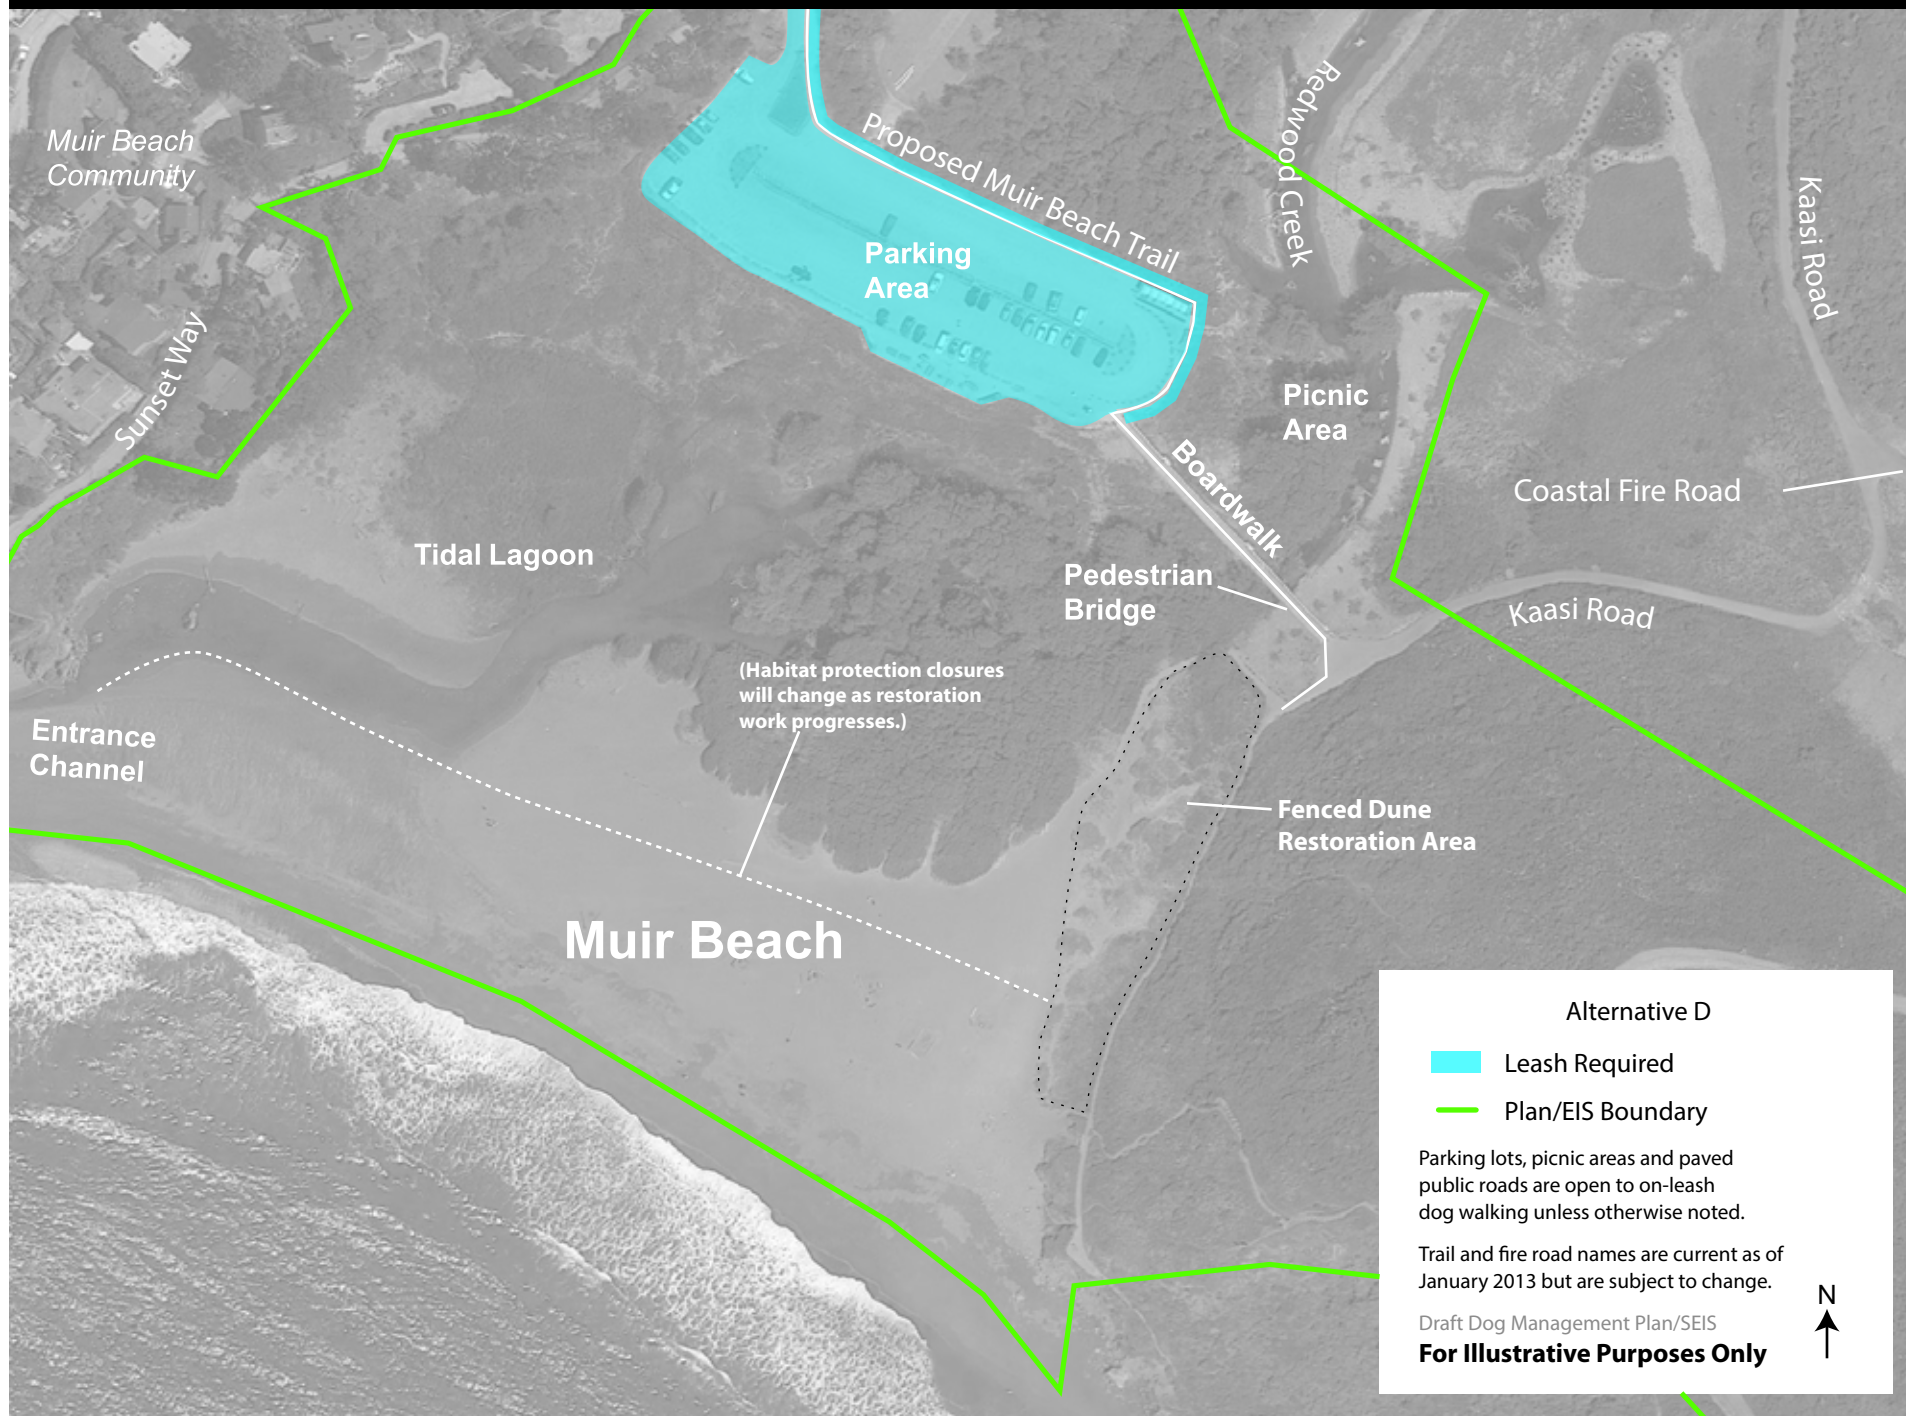 Muir Beach
Community
Sunset Way
Proposed Muir Beach Trail
Redwood Creek
Kaasi Road
Parking
Area
Picnic
Area
Boardwalk
Coastal Fire Road
Tidal Lagoon
Pedestrian
Bridge
Kaasi Road
(Habitat protection closures
will change as restoration
work progresses.)
Entrance
Channel
Fenced Dune
Restoration Area
Muir Beach
Alternative D
Leash Required
Plan/EIS Boundary
Parking lots, picnic areas and paved
public roads are open to on-leash
dog walking unless otherwise noted.
Trail and fire road names are current as of
January 2013 but are subject to change.
N
Draft Dog Management Plan/SEIS
For Illustrative Purposes Only